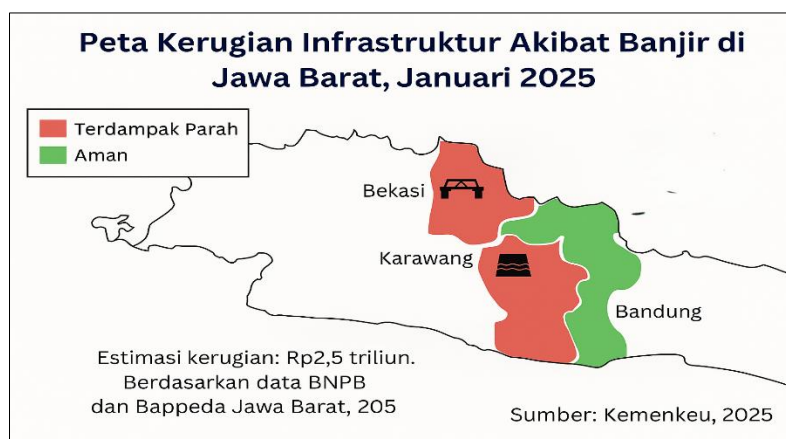 Peta Kerugian Infrastruktur Akibat Banjir di
Jawa Barat, Januari 2025
Terdampak Parah
Aman
Bekasi
Karawang
Bandung
Estimasi kerugian: Rp2,5 triliun.
Berdasarkan data BNPB
dan Bappeda Jawa Barat, 205
Sumber: Kemenkeu, 2025